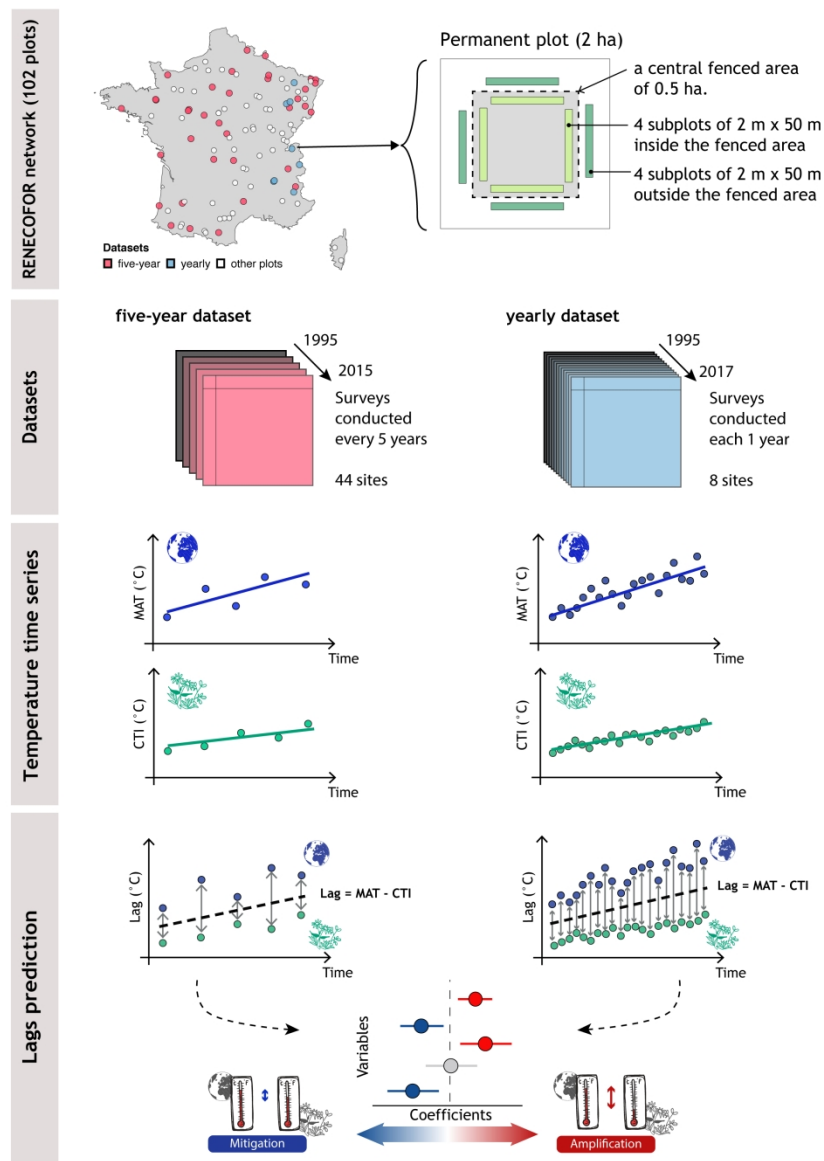 RENECOFOR network (102 plots)
Permanent plot (2 ha)
a central fenced area
of 0.5 ha.
4 subplots of 2 m x 50 m
inside the fenced area
4 subplots of 2 m x 50 m
outside the fenced area
Datasets
five-year
yearly
other plots
Datasets
five-year dataset
1995
2015
Surveys
conducted
every 5 years
44 sites
yearly dataset
1995
2017
Surveys
conducted
each 1 year
8 sites
Temperature time series
MAT (°C)
Time
MAT (°C)
Time
CTI (°C)
Time
CTI (°C)
Time
Lags prediction
Lag (°C)
Lag = MAT - CTI
Time
Lag (°C)
Lag = MAT - CTI
Time
Variables
Coefficients
C F
C F
Mitigation
C F
C F
Amplification